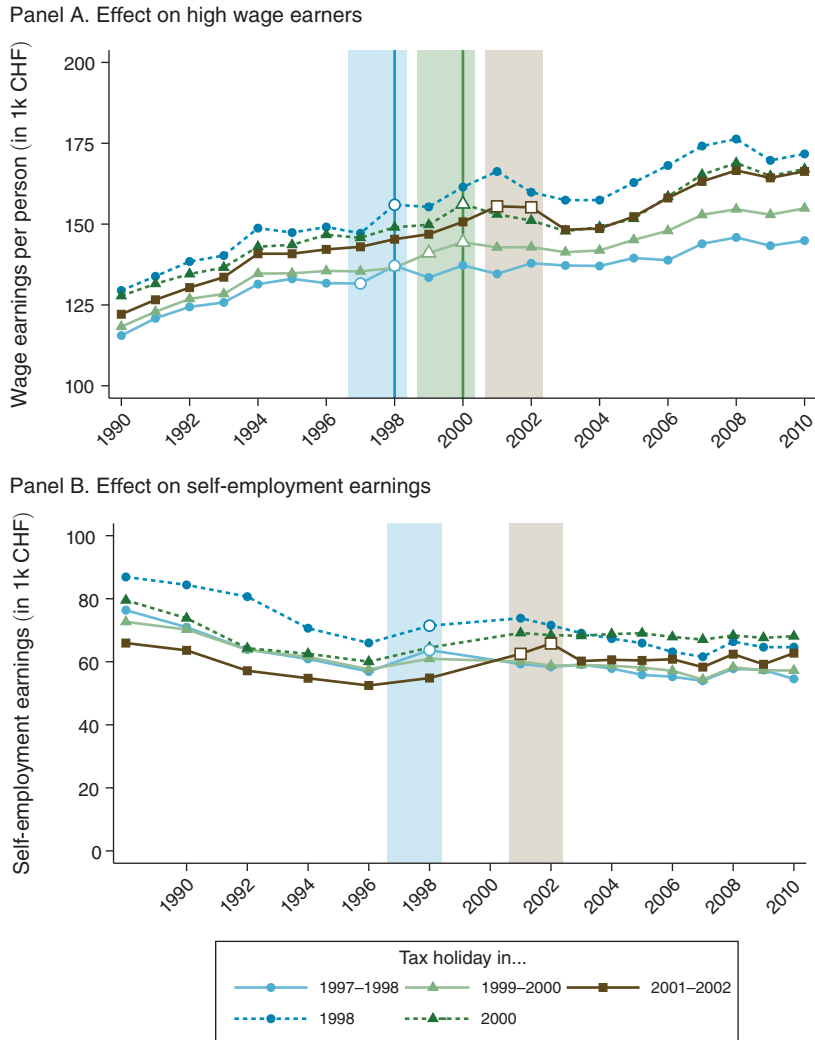 Panel A. Effect on high wage earners
Wage earnings per person (in 1k CHF)
200
175
150
125
100
1990 1992 1994 1996 1998 2000 2002 2004 2006 2008 2010
Panel B. Effect on self-employment earnings
Self-employment earnings (in 1k CHF)
100
80
60
40
20
0
1990 1992 1994 1996 1998 2000 2002 2004 2006 2008 2010
Tax holiday in...
1997–1998 1999–2000 2001–2002
1998 2000